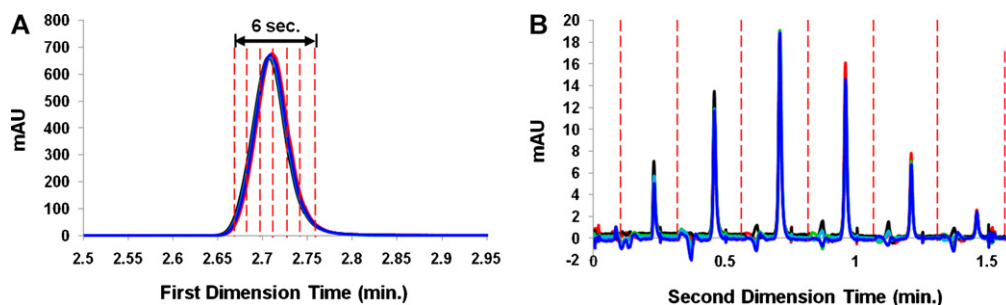 A
6 sec.
mAU
800
700
600
500
400
300
200
100
0
2.5 2.55 2.6 2.65 2.7 2.75 2.8 2.85 2.9 2.95
First Dimension Time (min.)
B
mAU
20
18
16
14
12
10
8
6
4
2
0
-2
0 0.5 1 1.5
Second Dimension Time (min.)